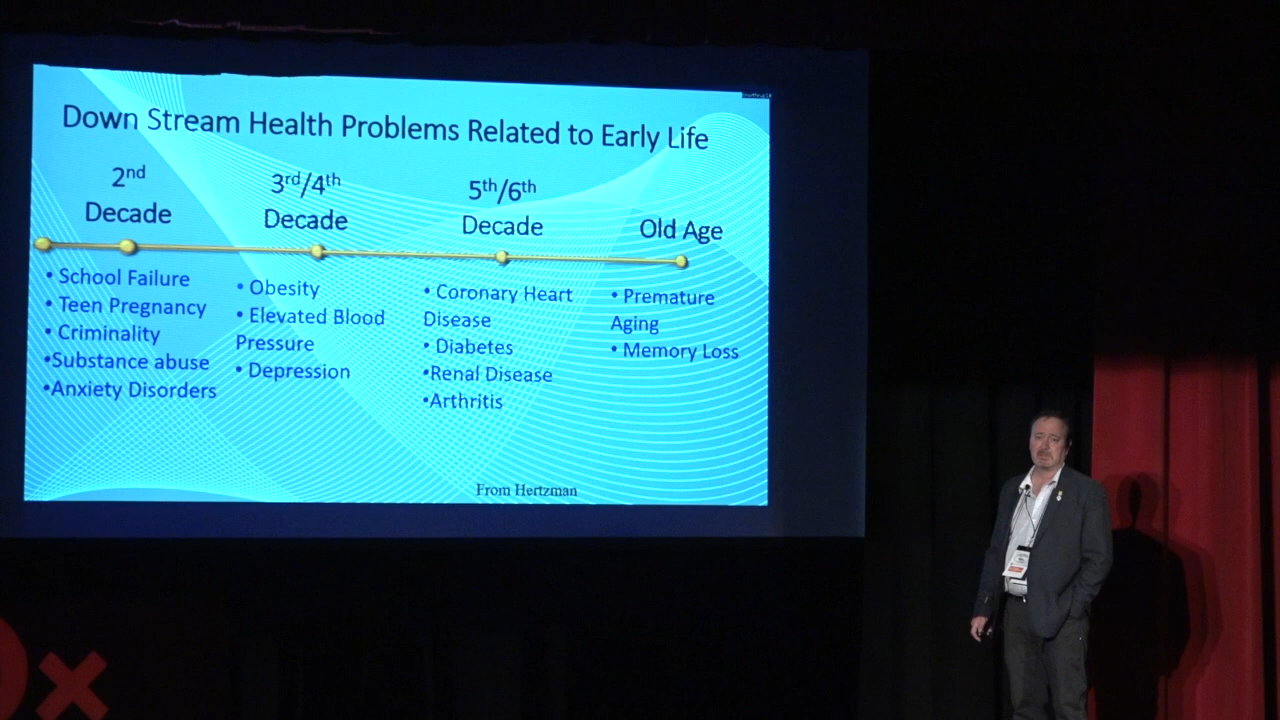 Down Stream Health Problems Related to Early Life
2nd
Decade
3rd/4th
Decade
5th/6th
Decade
Old Age
• School Failure
• Teen Pregnancy
• Criminality
•Substance abuse
•Anxiety Disorders
• Obesity
• Elevated Blood
Pressure
• Depression
• Coronary Heart
Disease
• Diabetes
•Renal Disease
•Arthritis
• Premature
Aging
• Memory Loss
From Hertzman
x